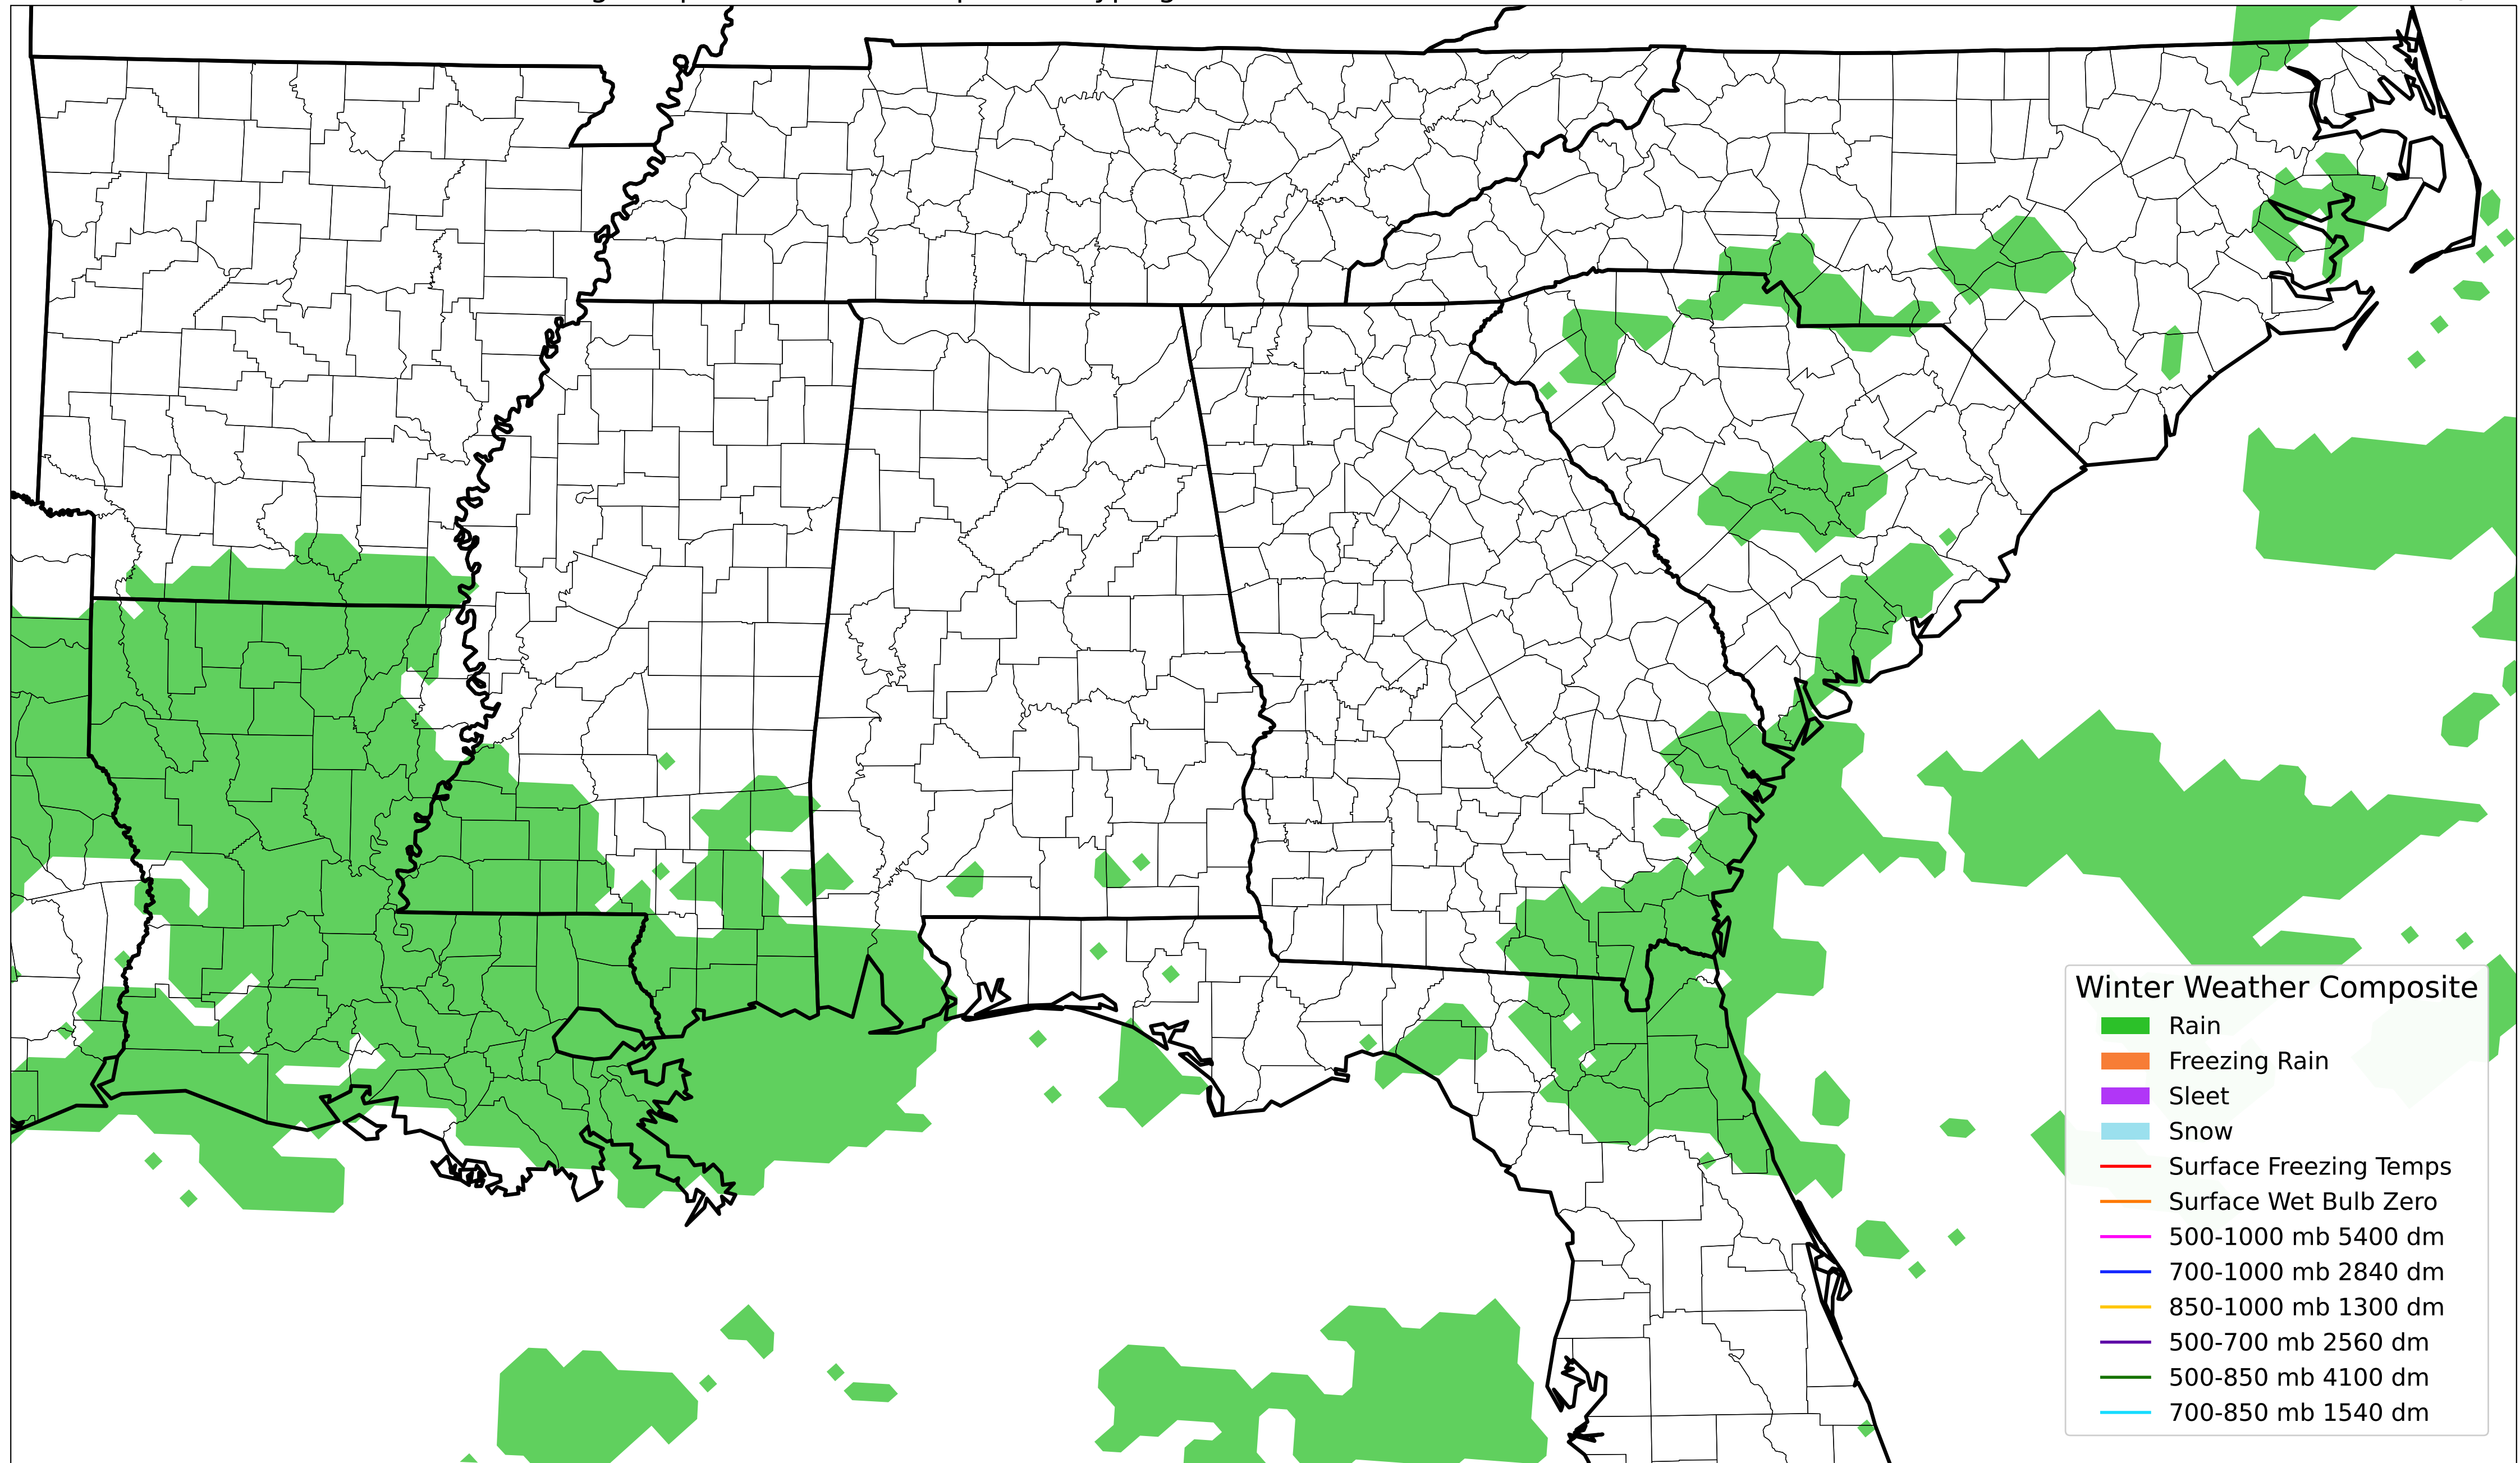 Winter Weather Composite
Rain
Freezing Rain
Sleet
Snow
Surface Freezing Temps
Surface Wet Bulb Zero
500-1000 mb 5400 dm
700-1000 mb 2840 dm
850-1000 mb 1300 dm
500-700 mb 2560 dm
500-850 mb 4100 dm
700-850 mb 1540 dm